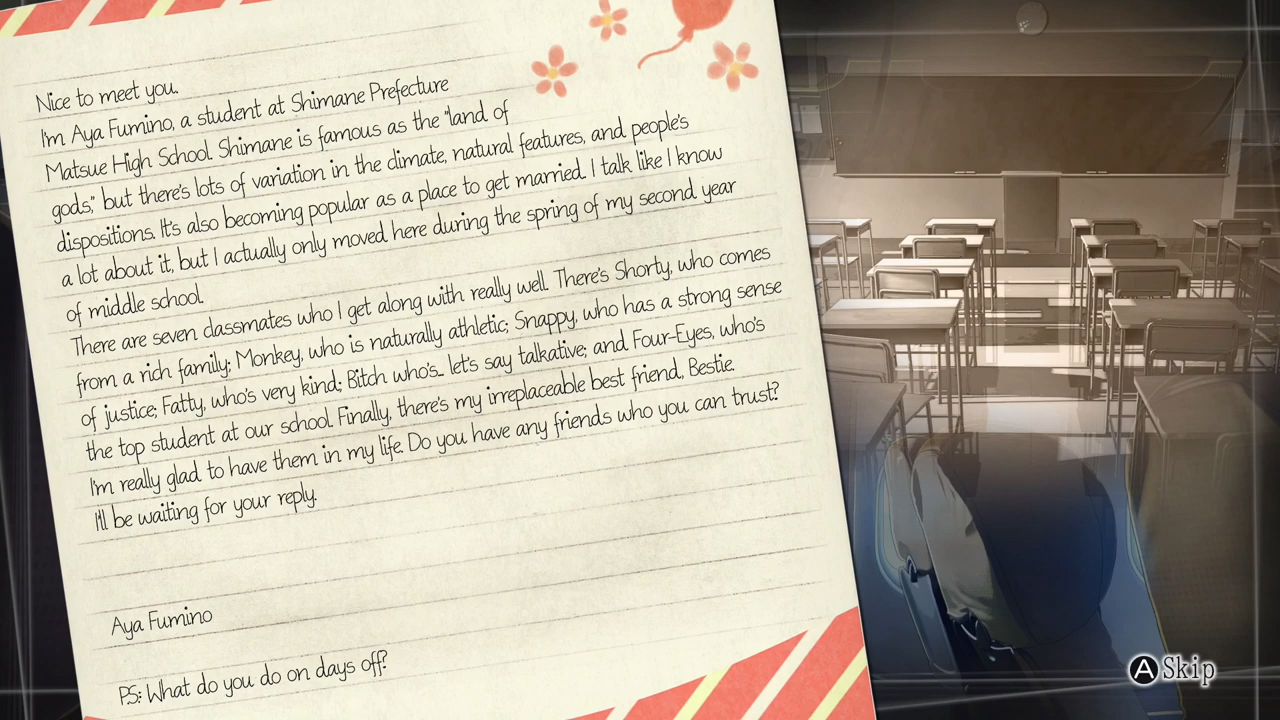 Nice to meet you.
I'm Aya Fumino, a student at Shimane Prefecture
Matsue High School. Shimane is famous as the "land of
gods," but there's lots of variation in the climate, natural features, and people's
dispositions. It's also becoming popular as a place to get married. I talk like I know
a lot about it, but I actually only moved here during the spring of my second year
of middle school.
There are seven classmates who I get along with really well. There's Shorty, who comes
from a rich family; Monkey, who is naturally athletic; Snappy, who has a strong sense
of justice; Fatty, who's very kind; Bitch who's... let's say talkative; and Four-Eyes, who's
the top student at our school. Finally, there's my irreplaceable best friend, Bestie.
I'm really glad to have them in my life. Do you have any friends who you can trust?
I'll be waiting for your reply.
Aya Fumino
P.S.: What do you do on days off?
A Skip